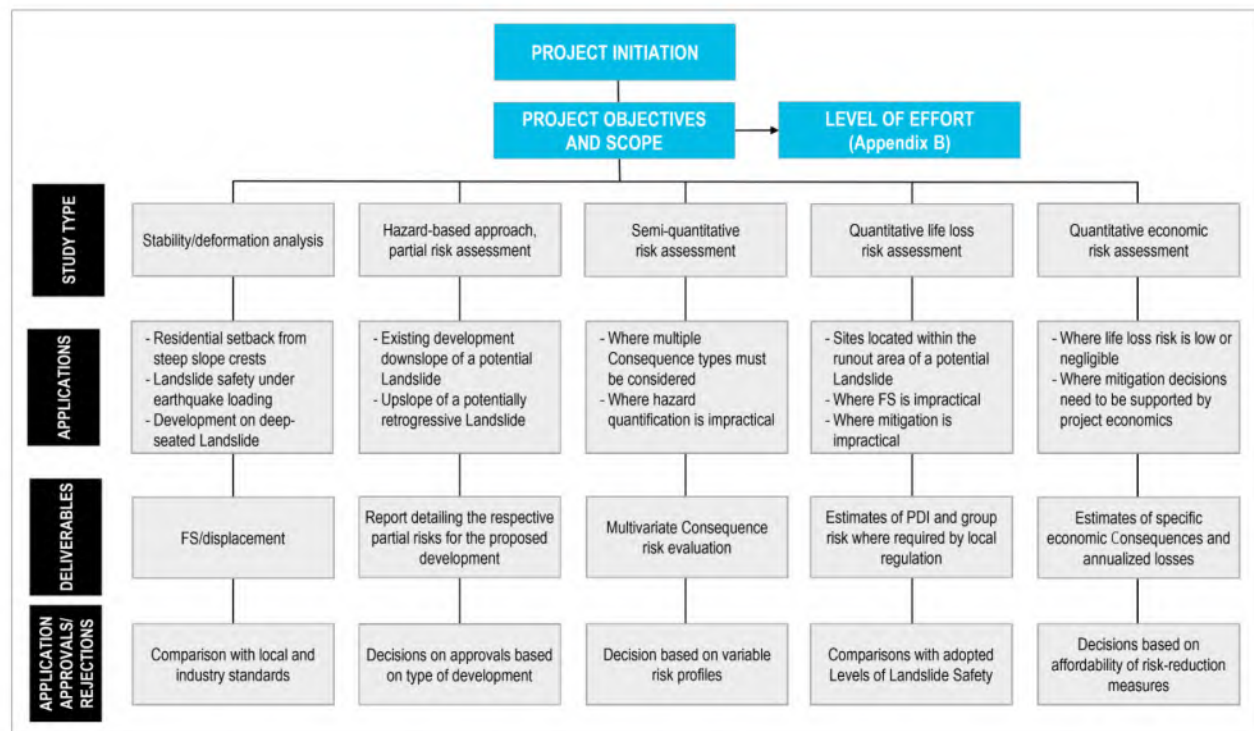 PROJECT INITIATION
PROJECT OBJECTIVES
AND SCOPE
LEVEL OF EFFORT
(Appendix B)
STUDY TYPE
Stability/deformation analysis
Hazard-based approach,
partial risk assessment
Semi-quantitative
risk assessment
Quantitative life loss
risk assessment
Quantitative economic
risk assessment
APPLICATIONS
- Residential setback from
steep slope crests
- Landslide safety under
earthquake loading
- Development on deep-
seated Landslide
- Existing development
downslope of a potential
Landslide
- Upslope of a potentially
retrogressive Landslide
- Where multiple
Consequence types must
be considered
- Where hazard
quantification is impractical
- Sites located within the
runout area of a potential
Landslide
- Where FS is impractical
- Where mitigation is
impractical
- Where life loss risk is low or
negligible
- Where mitigation decisions
need to be supported by
project economics
DELIVERABLES
FS/displacement
Report detailing the respective
partial risks for the proposed
development
Multivariate Consequence
risk evaluation
Estimates of PDI and group
risk where required by local
regulation
Estimates of specific
economic Consequences and
annualized losses
APPLICATION
APPROVALS/
REJECTIONS
Comparison with local and
industry standards
Decisions on approvals based
on type of development
Decision based on variable
risk profiles
Comparisons with adopted
Levels of Landslide Safety
Decisions based on
affordability of risk-reduction
measures